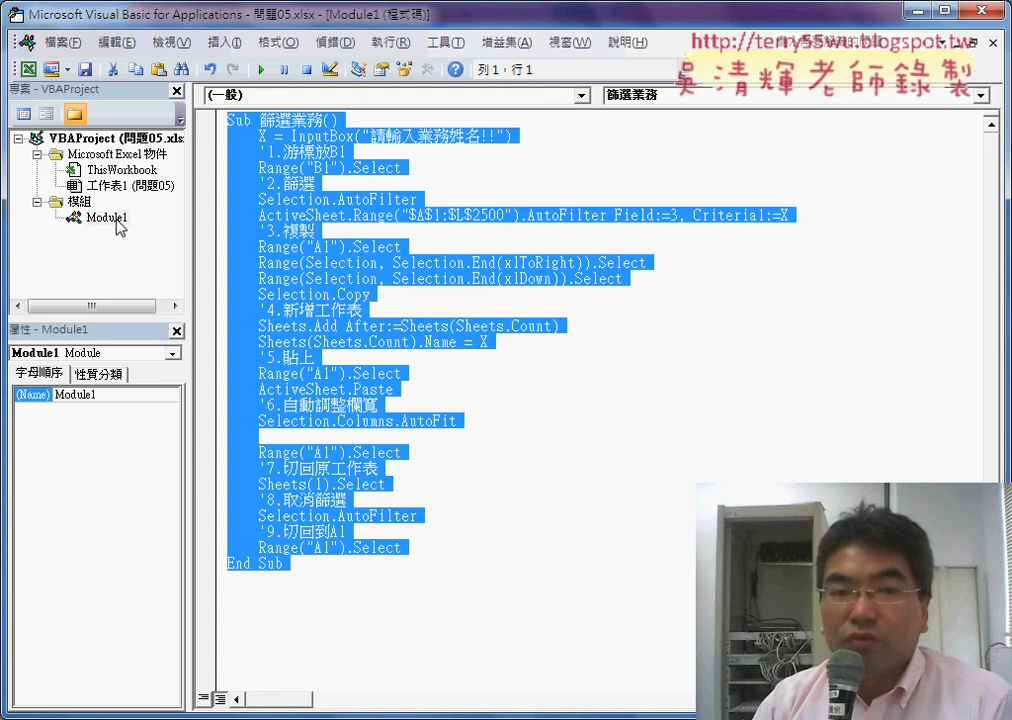 Microsoft Visual Basic for Applications - 問題05.xlsx - [Module1 (程式碼)]
檔案(F) 編輯(E) 檢視(V) 插入(I) 格式(O) 偵錯(D) 執行(R) 工具(T) 增益集(A) 視窗(W) 說明(H)
http://terry55wu.blogspot.tw
吳清輝老師錄製
列 1，行 1
專案 - VBAProject
(一般)
篩選業務
VBAProject (問題05.xls
Microsoft Excel 物件
ThisWorkbook
工作表1 (問題05)
模組
Module1
屬性 - Module1
Module1 Module
字母順序 性質分類
(Name) Module1
Sub 篩選業務()
X = InputBox("請輸入業務姓名!!")
'1.游標放B1
Range("B1").Select
'2.篩選
Selection.AutoFilter
ActiveSheet.Range("$A$1:$L$2500").AutoFilter Field:=3, Criteria1:=X
'3.複製
Range("A1").Select
Range(Selection, Selection.End(xlToRight)).Select
Range(Selection, Selection.End(xlDown)).Select
Selection.Copy
'4.新增工作表
Sheets.Add After:=Sheets(Sheets.Count)
Sheets(Sheets.Count).Name = X
'5.貼上
Range("A1").Select
ActiveSheet.Paste
'6.自動調整欄寬
Selection.Columns.AutoFit
Range("A1").Select
'7.切回原工作表
Sheets(1).Select
'8.取消篩選
Selection.AutoFilter
'9.切回到A1
Range("A1").Select
End Sub